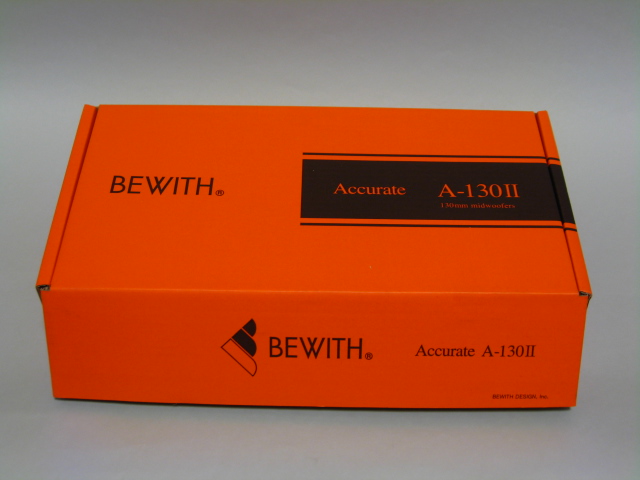 BEWITH®
Accurate A-130II
130mm midwoofers
BEWITH®
Accurate A-130II
BEWITH DESIGN, Inc.